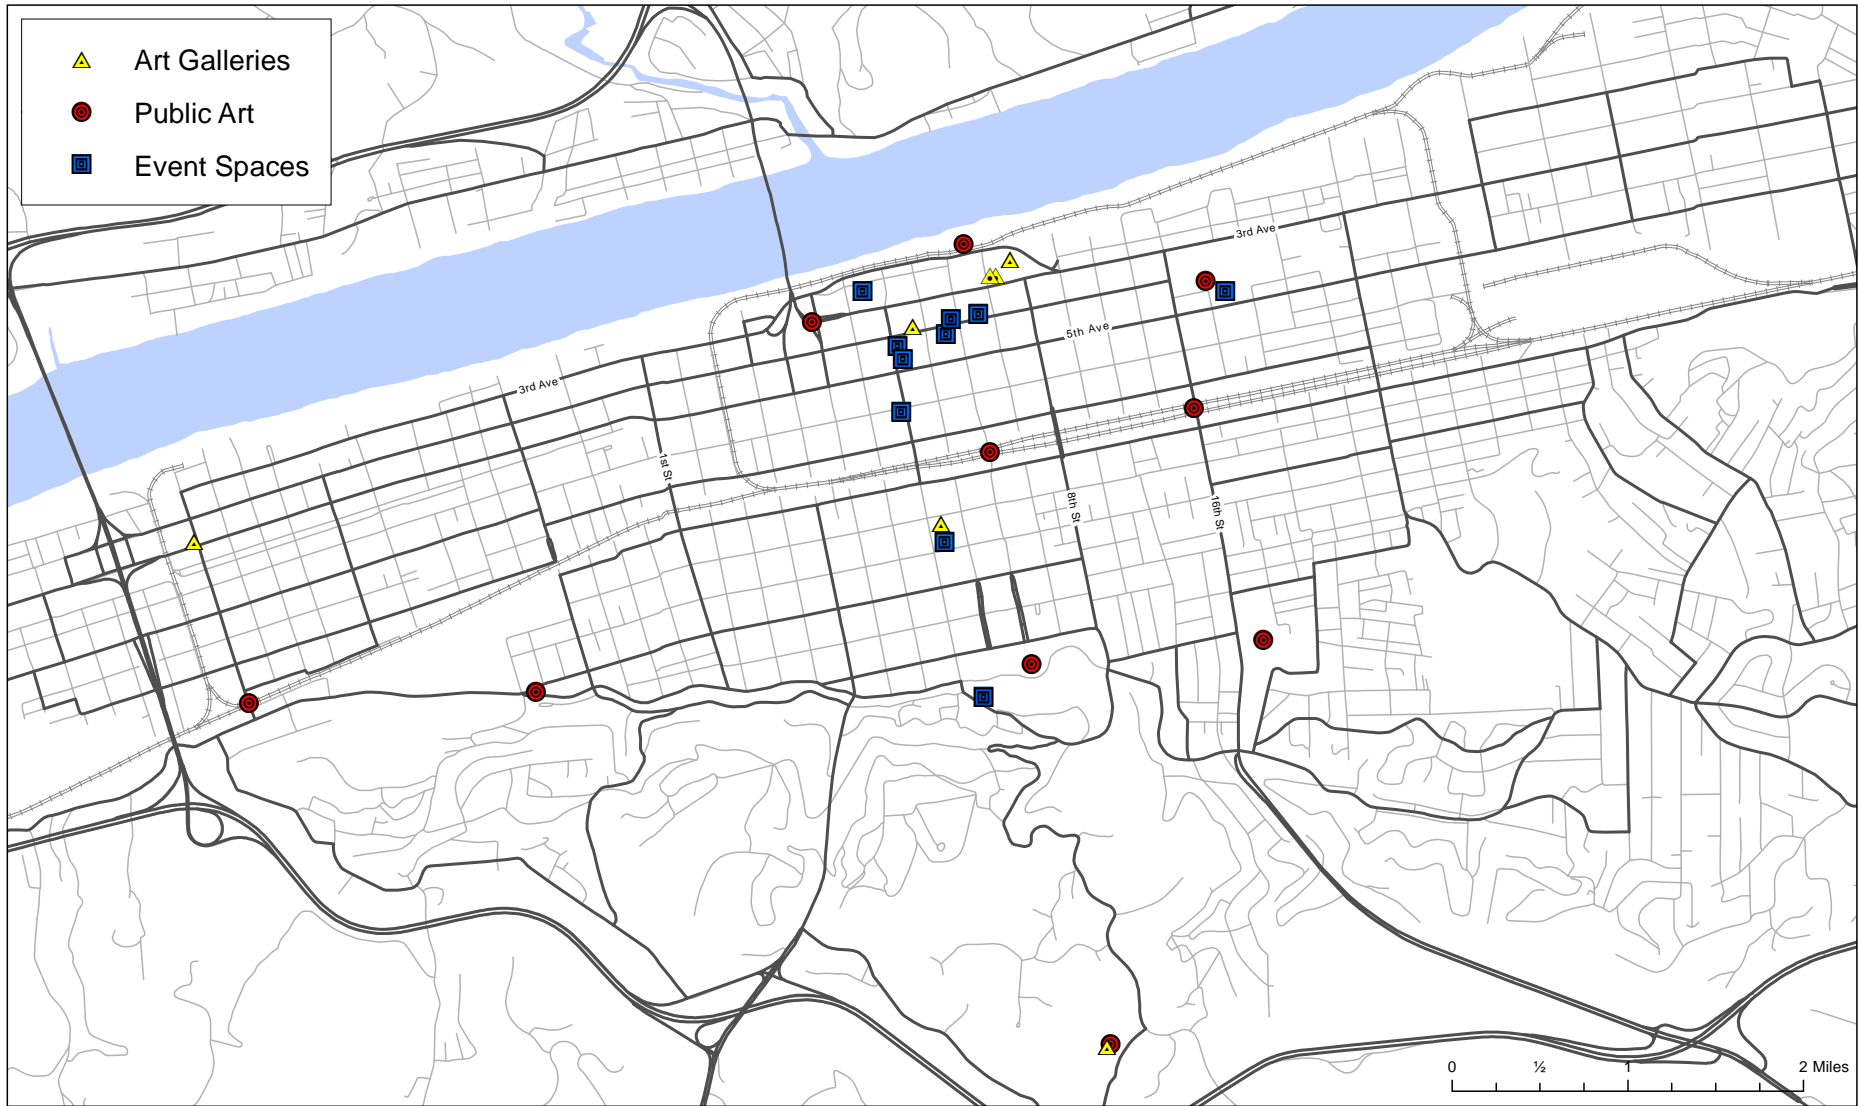 Art Galleries
Public Art
Event Spaces
3rd Ave
5th Ave
3rd Ave
1st St
8th St
16th St
0 ½ 1 2 Miles